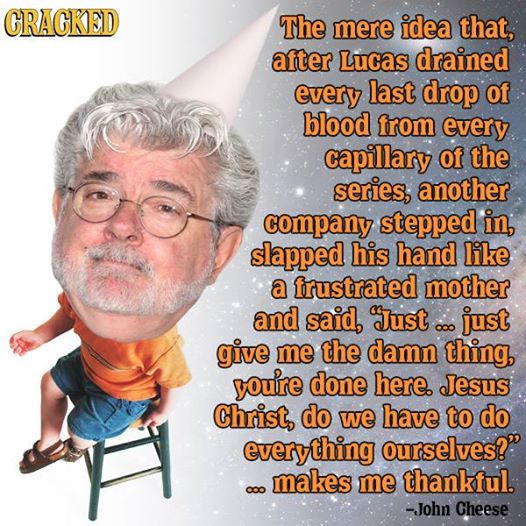 CRACKED
The mere idea that,
after Lucas drained
every last drop of
blood from every
capillary of the
series, another
company stepped in,
slapped his hand like
a frustrated mother
and said, “Just ... just
give me the damn thing,
you're done here. Jesus
Christ, do we have to do
everything ourselves?”
... makes me thankful.
-John Cheese